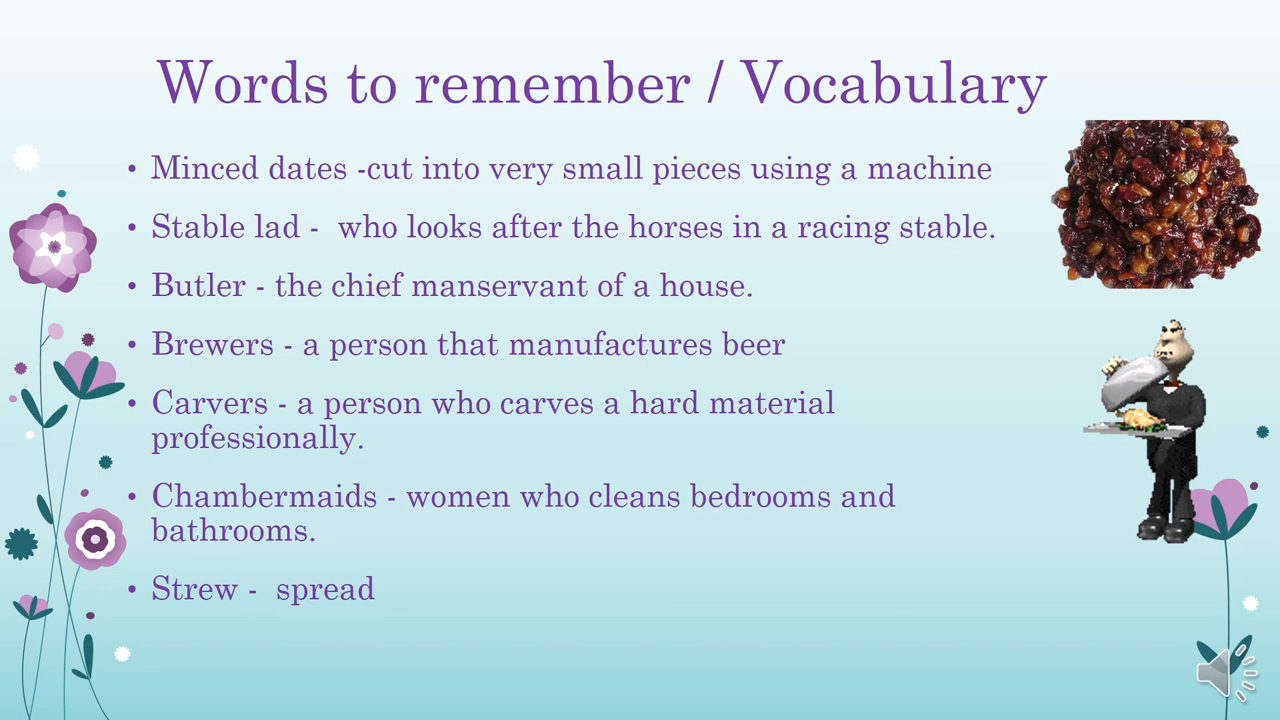 Words to remember / Vocabulary
• Minced dates -cut into very small pieces using a machine
• Stable lad -  who looks after the horses in a racing stable.
• Butler - the chief manservant of a house.
• Brewers - a person that manufactures beer
• Carvers - a person who carves a hard material
professionally.
• Chambermaids - women who cleans bedrooms and
bathrooms.
• Strew -  spread